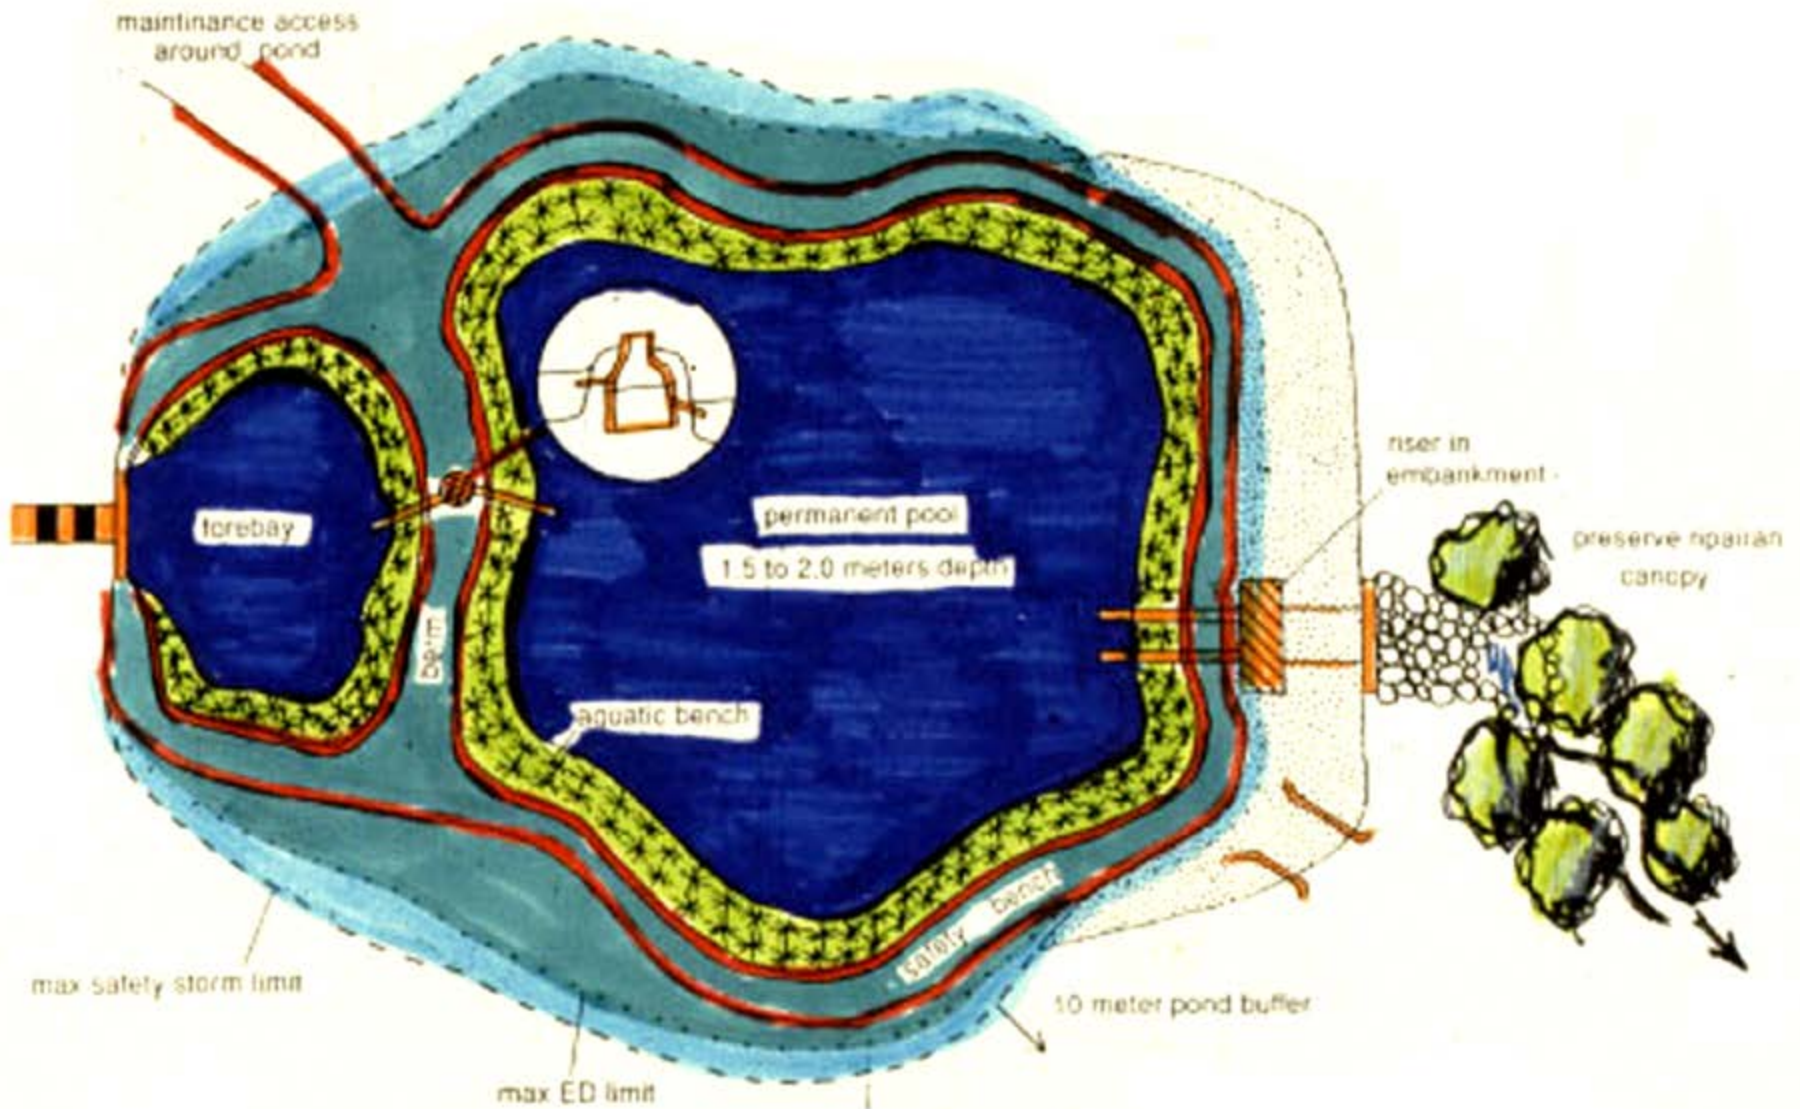 maintinance access
around pond
riser in
embankment
preserve riparian
canopy
forebay
permanent pool
1.5 to 2.0 meters depth
berm
aquatic bench
safety bench
max safety storm limit
10 meter pond buffer
max ED limit